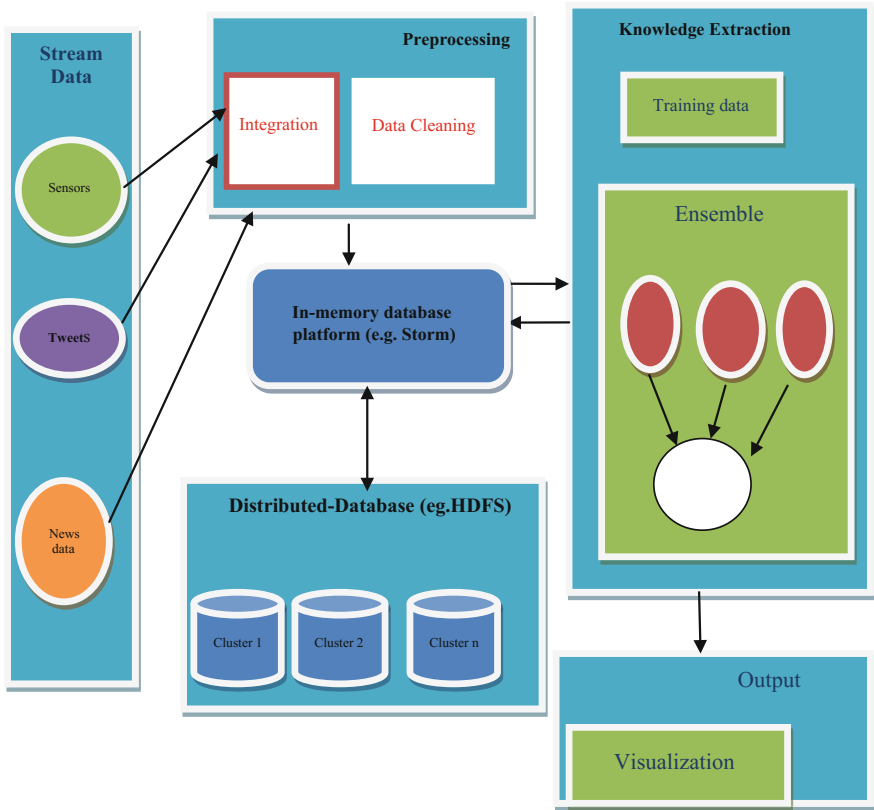 Stream
Data
Sensors
TweetS
News
data
Preprocessing
Integration
Data Cleaning
In-memory database
platform (e.g. Storm)
Distributed-Database (eg.HDFS)
Cluster 1
Cluster 2
Cluster n
Knowledge Extraction
Training data
Ensemble
Output
Visualization